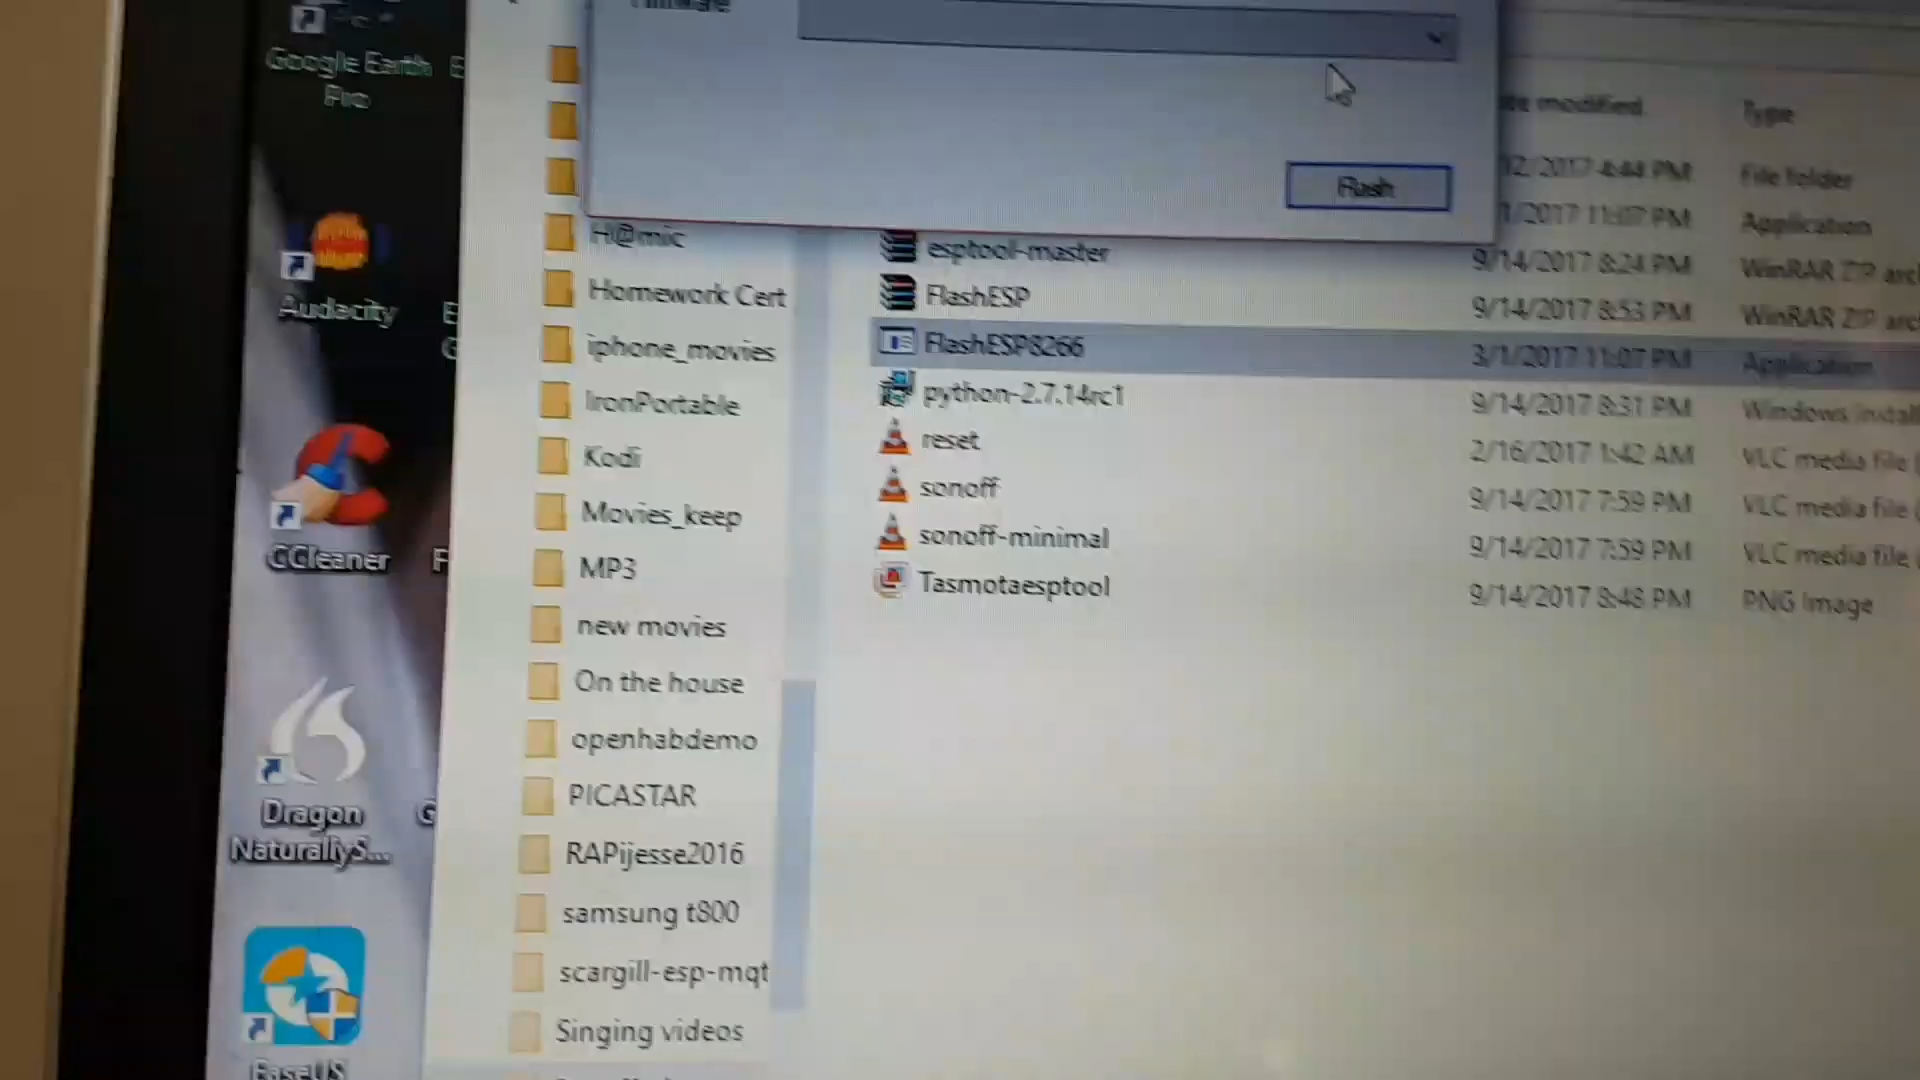 Google Earth
Pro
Audacity
CCleaner
Dragon
NaturallyS...
EaseUS
Firmware
Flash
H@mic
Homework Cert
iphone_movies
IronPortable
Kodi
Movies_keep
MP3
new movies
On the house
openhabdemo
PICASTAR
RAPijesse2016
samsung t800
scargill-esp-mqt
Singing videos
modified
Type
12/2017 4:44 PM
File folder
1/2017 11:07 PM
Application
esptool-master
9/14/2017 8:24 PM
WinRAR ZIP arc
FlashESP
9/14/2017 8:53 PM
WinRAR ZIP arc
FlashESP8266
3/1/2017 11:07 PM
Application
python-2.7.14rc1
9/14/2017 8:31 PM
Windows Install
reset
2/16/2017 1:42 AM
VLC media file (
sonoff
9/14/2017 7:59 PM
VLC media file (
sonoff-minimal
9/14/2017 7:59 PM
VLC media file (
Tasmotaesptool
9/14/2017 8:48 PM
PNG Image